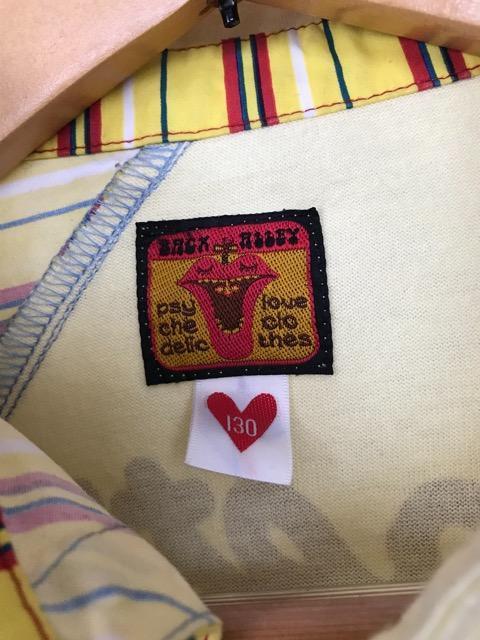 BACK ALLEY
psy love
che clo
delic thes
130